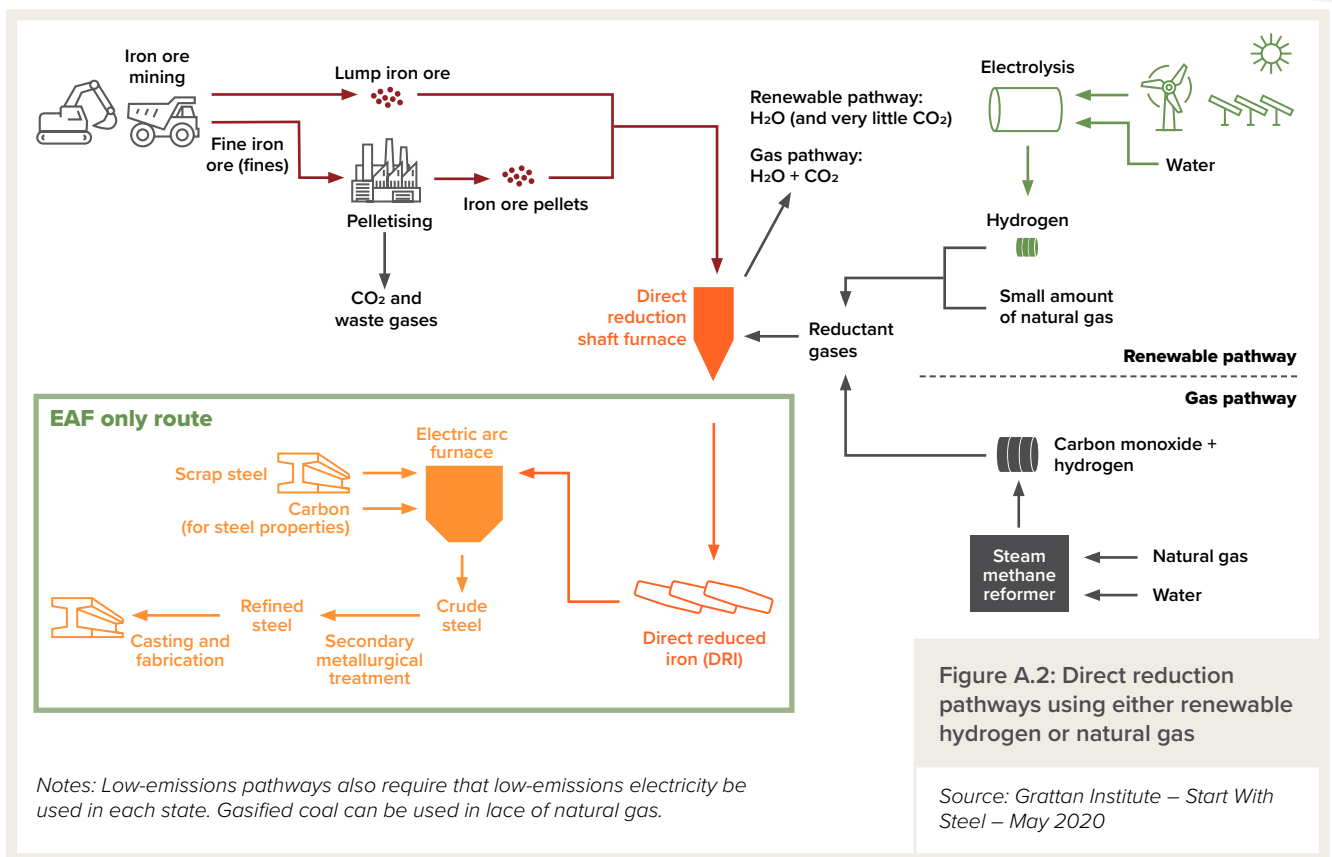 Iron ore
mining
Lump iron ore
Fine iron
ore (fines)
Pelletising
Iron ore pellets
CO₂ and
waste gases
Renewable pathway:
H₂O (and very little CO₂)
Gas pathway:
H₂O + CO₂
Electrolysis
Water
Hydrogen
Small amount
of natural gas
Direct
reduction
shaft furnace
Reductant
gases
Renewable pathway
Gas pathway
Carbon monoxide +
hydrogen
Steam
methane
reformer
Natural gas
Water
EAF only route
Electric arc
furnace
Scrap steel
Carbon
(for steel properties)
Crude
steel
Secondary
metallurgical
treatment
Refined
steel
Casting and
fabrication
Direct reduced
iron (DRI)
Figure A.2: Direct reduction
pathways using either renewable
hydrogen or natural gas
Notes: Low-emissions pathways also require that low-emissions electricity be
used in each state. Gasified coal can be used in lace of natural gas.
Source: Grattan Institute – Start With
Steel – May 2020